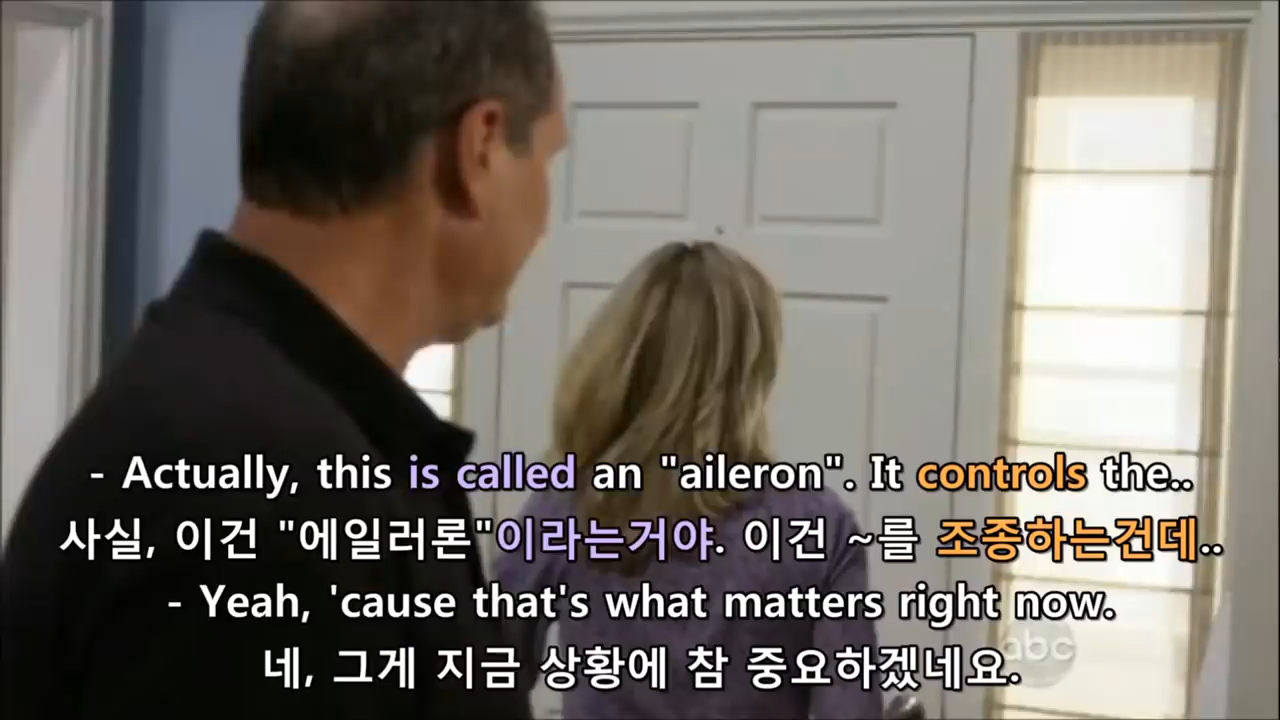 - Actually, this is called an "aileron". It controls the..
사실, 이건 "에일러론"이라는거야. 이건 ~를 조종하는건데..
- Yeah, 'cause that's what matters right now.
네, 그게 지금 상황에 참 중요하겠네요.
abc